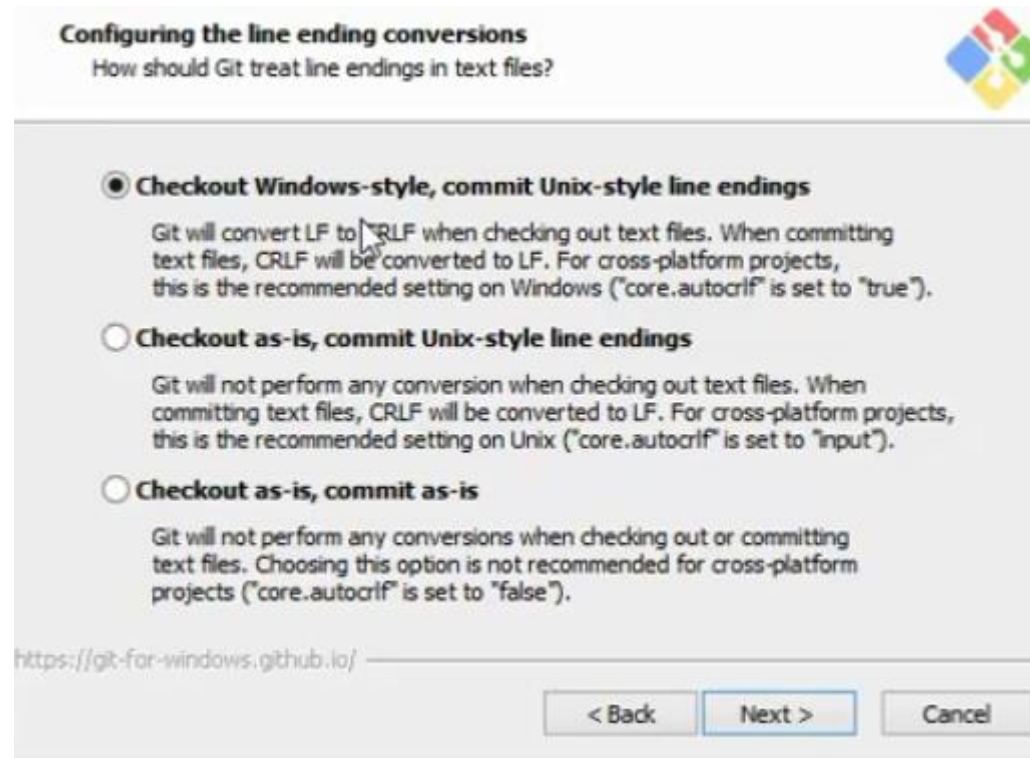 Configuring the line ending conversions
How should Git treat line endings in text files?
Checkout Windows-style, commit Unix-style line endings
Git will convert LF to CRLF when checking out text files. When committing
text files, CRLF will be converted to LF. For cross-platform projects,
this is the recommended setting on Windows ("core.autocrlf" is set to "true").
Checkout as-is, commit Unix-style line endings
Git will not perform any conversion when checking out text files. When
committing text files, CRLF will be converted to LF. For cross-platform projects,
this is the recommended setting on Unix ("core.autocrlf" is set to "input").
Checkout as-is, commit as-is
Git will not perform any conversions when checking out or committing
text files. Choosing this option is not recommended for cross-platform
projects ("core.autocrlf" is set to "false").
https://git-for-windows.github.io/
< Back
Next >
Cancel